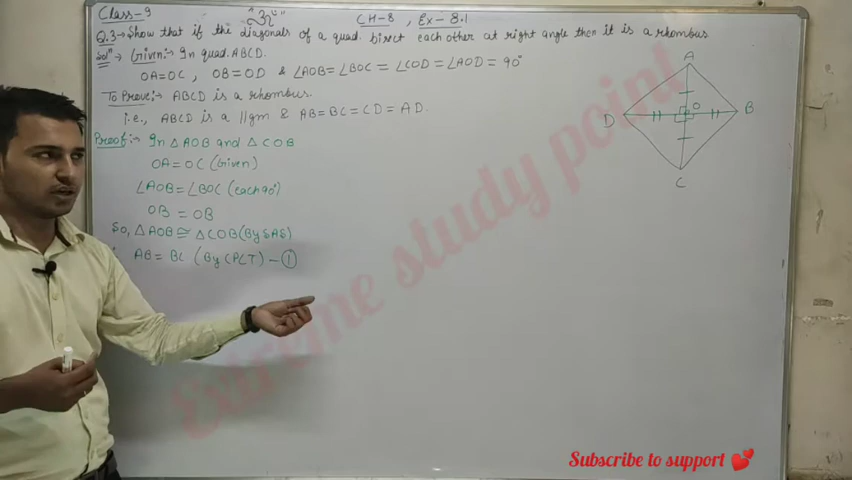 Class-9
"ॐ"
CH-8, Ex-8.1
Q.3→Show that if the diagonals of a quad. bisect each other at right angle then it is a rhombus
Solⁿ→ Given:- In quad. ABCD.
OA=OC, OB=OD & ∠AOB=∠BOC=∠COD=∠AOD=90°
To Prove:- ABCD is a rhombus.
i.e., ABCD is a ||gm & AB=BC=CD=AD.
Proof:- In △AOB and △COB
OA=OC (Given)
∠AOB=∠BOC (each 90°)
OB=OB
So, △AOB≅△COB (By SAS)
AB=BC (By CPCT) -①
A
D
O
B
C
Extreme study point
Subscribe to support 💕